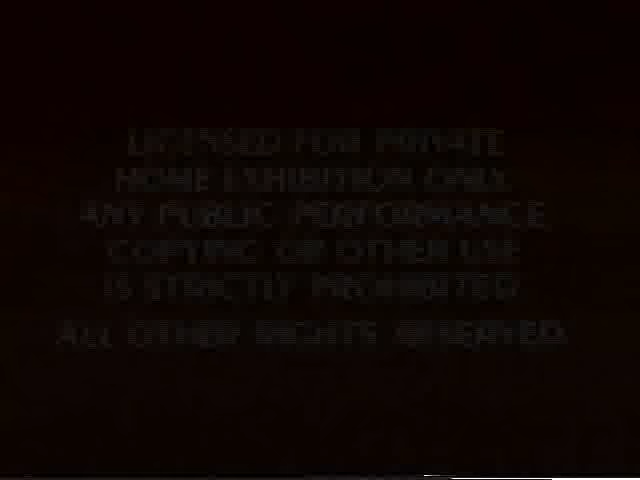 LICENSED FOR PRIVATE
HOME EXHIBITION ONLY.
ANY PUBLIC PERFORMANCE
COPYING OR OTHER USE
IS STRICTLY PROHIBITED.
ALL OTHER RIGHTS RESERVED.